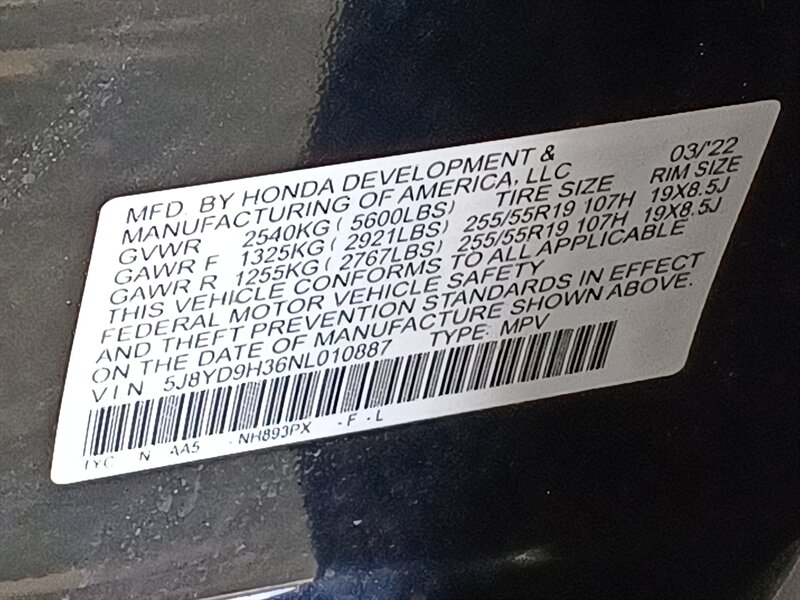 MFD. BY HONDA DEVELOPMENT & 03/'22
MANUFACTURING OF AMERICA, LLC
GVWR 2540KG ( 5600LBS) TIRE SIZE RIM SIZE
GAWR F 1325KG ( 2921LBS) 255/55R19 107H 19X8.5J
GAWR R 1255KG ( 2767LBS) 255/55R19 107H 19X8.5J
THIS VEHICLE CONFORMS TO ALL APPLICABLE
FEDERAL MOTOR VEHICLE SAFETY
AND THEFT PREVENTION STANDARDS IN EFFECT
ON THE DATE OF MANUFACTURE SHOWN ABOVE.
VIN 5J8YD9H36NL010887 TYPE: MPV
TYC N AA5 -NH893PX -F -L